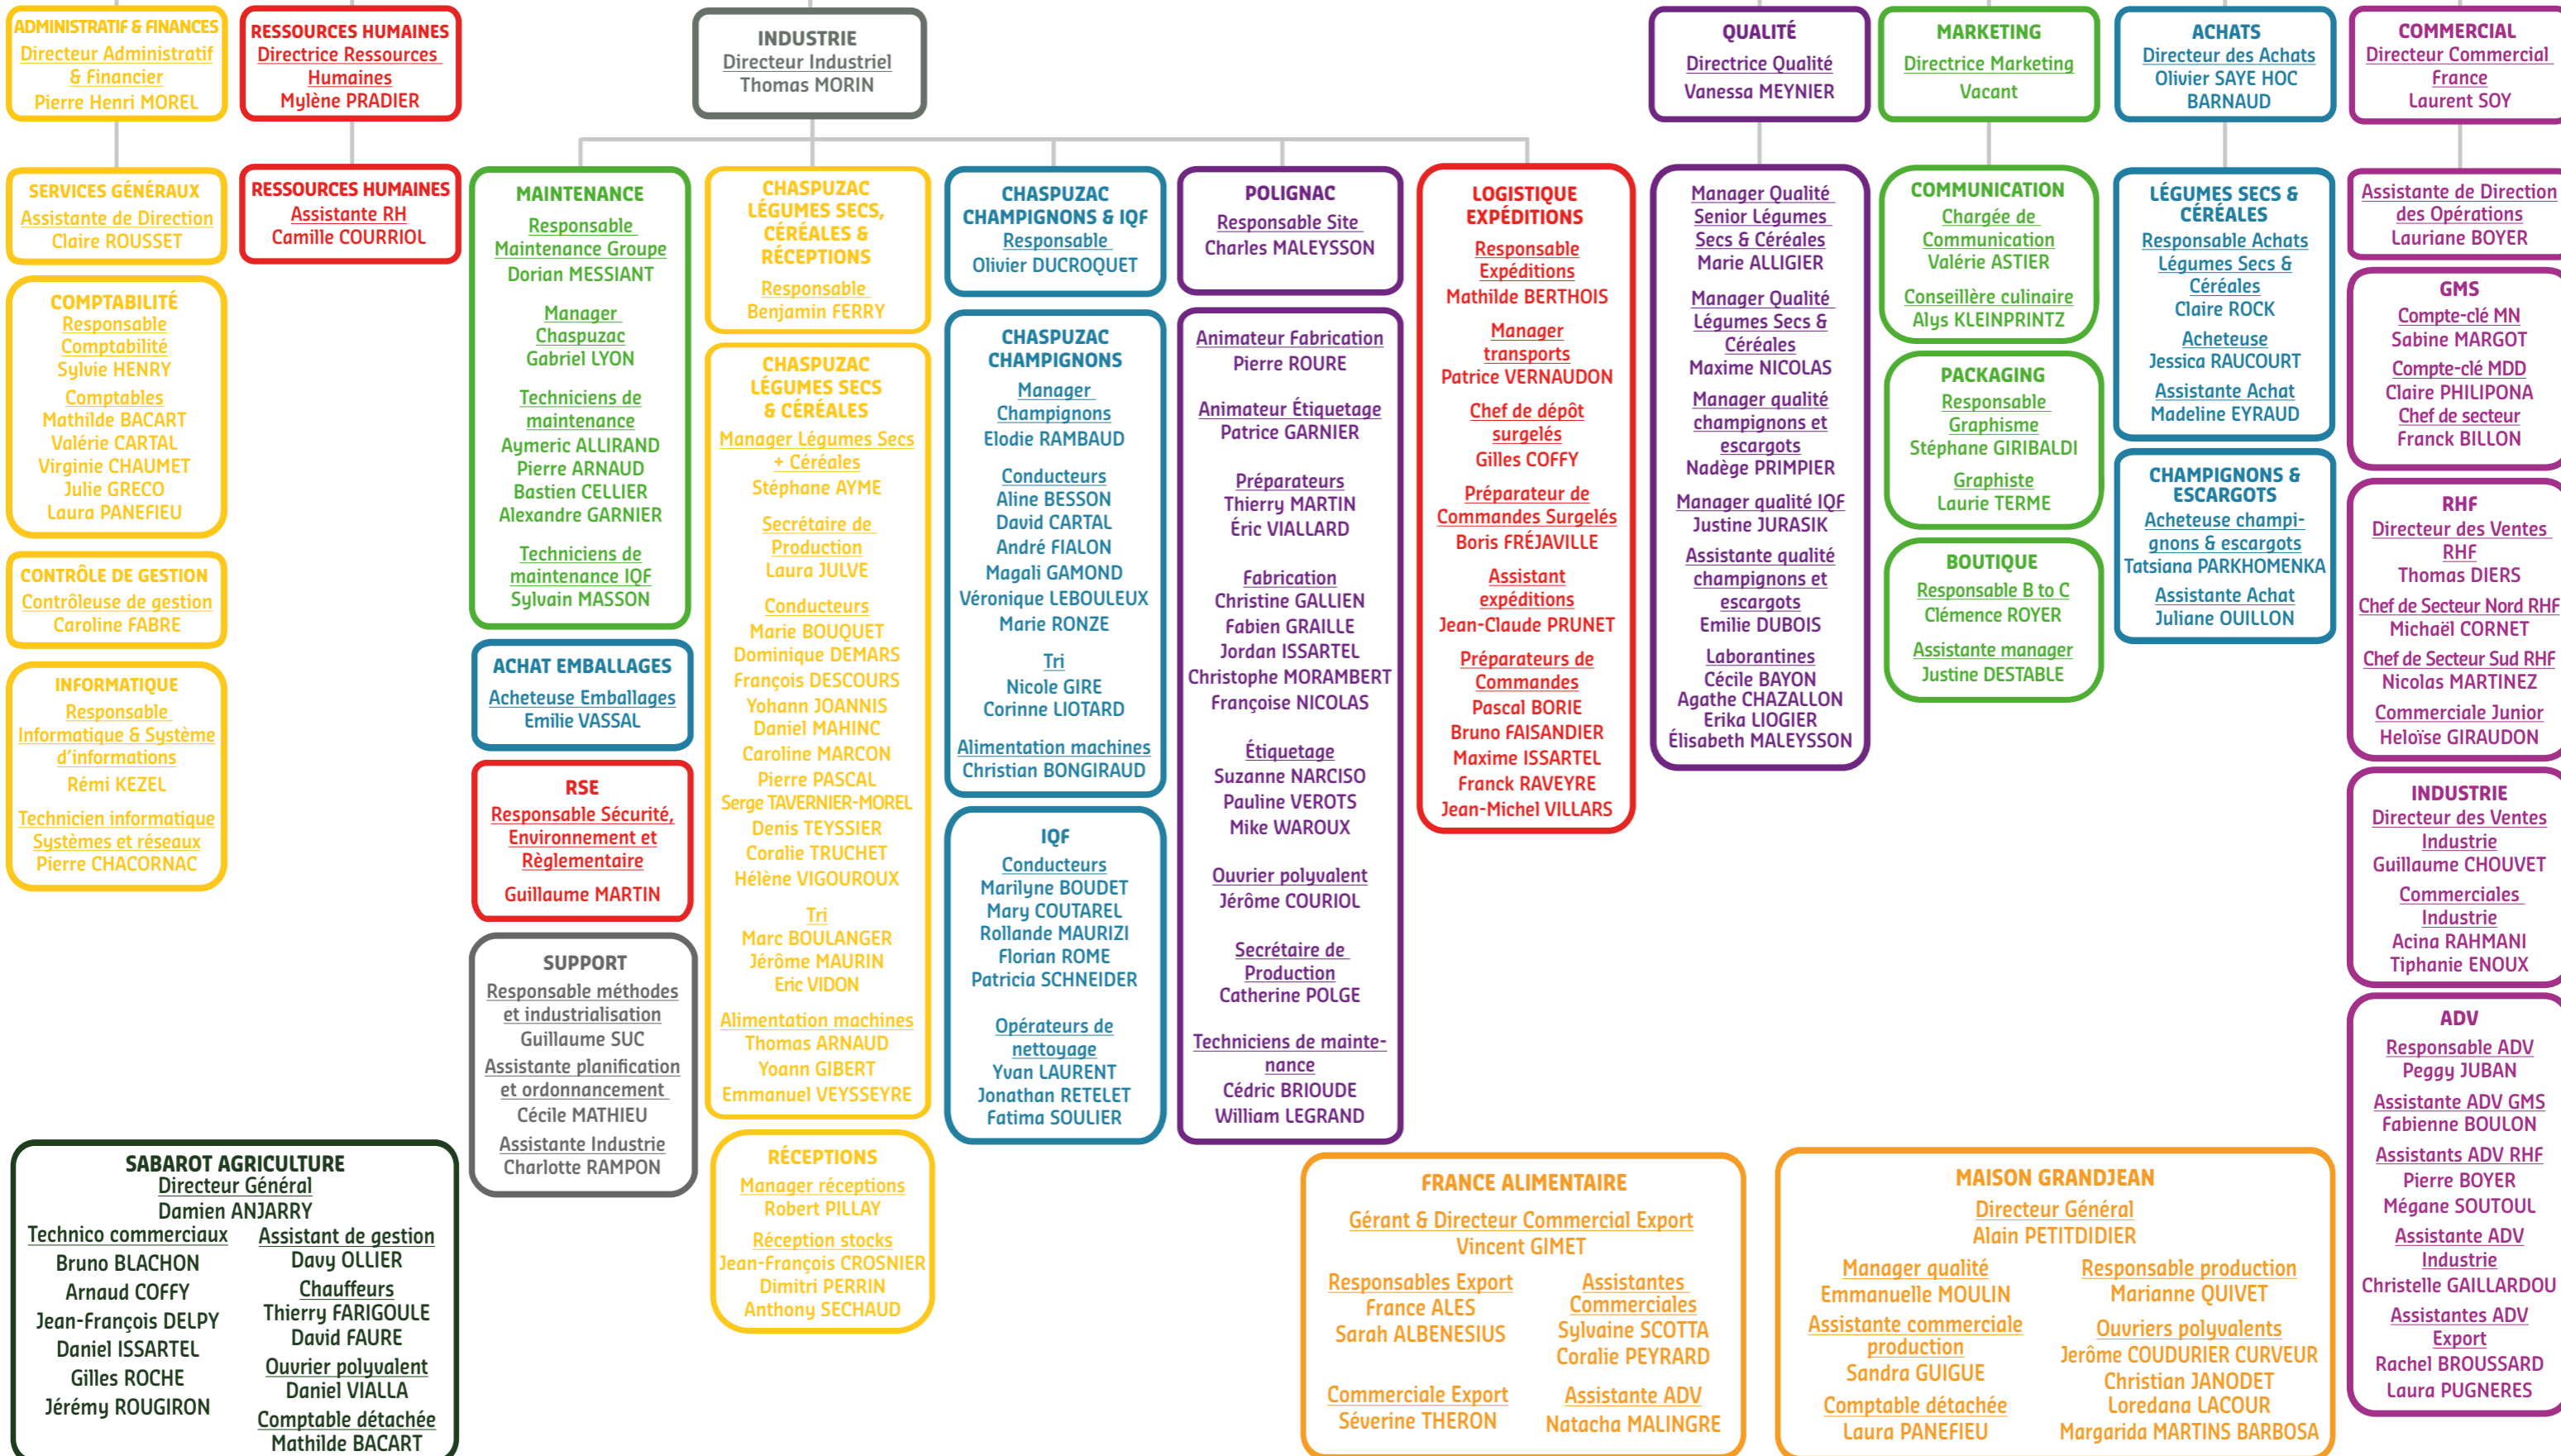 ADMINISTRATIF & FINANCES
Directeur Administratif
& Financier
Pierre Henri MOREL
SERVICES GÉNÉRAUX
Assistante de Direction
Claire ROUSSET
COMPTABILITÉ
Responsable
Comptabilité
Sylvie HENRY
Comptables
Mathilde BACART
Valérie CARTAL
Virginie CHAUMET
Julie GRECO
Laura PANEFIEU
CONTRÔLE DE GESTION
Contrôleuse de gestion
Caroline FABRE
INFORMATIQUE
Responsable
Informatique & Système
d'informations
Rémi KEZEL
Technicien informatique
Systèmes et réseaux
Pierre CHACORNAC
RESSOURCES HUMAINES
Directrice Ressources
Humaines
Mylène PRADIER
RESSOURCES HUMAINES
Assistante RH
Camille COURRIOL
INDUSTRIE
Directeur Industriel
Thomas MORIN
MAINTENANCE
Responsable
Maintenance Groupe
Dorian MESSIANT
Manager
Chaspuzac
Gabriel LYON
Techniciens de
maintenance
Aymeric ALLIRAND
Pierre ARNAUD
Bastien CELLIER
Alexandre GARNIER
Techniciens de
maintenance IQF
Sylvain MASSON
ACHAT EMBALLAGES
Acheteuse Emballages
Emilie VASSAL
RSE
Responsable Sécurité,
Environnement et
Règlementaire
Guillaume MARTIN
SUPPORT
Responsable méthodes
et industrialisation
Guillaume SUC
Assistante planification
et ordonnancement
Cécile MATHIEU
Assistante Industrie
Charlotte RAMPON
CHASPUZAC
LÉGUMES SECS,
CÉRÉALES &
RÉCEPTIONS
Responsable
Benjamin FERRY
CHASPUZAC
LÉGUMES SECS
& CÉRÉALES
Manager Légumes Secs
+ Céréales
Stéphane AYME
Secrétaire de
Production
Laura JULVE
Conducteurs
Marie BOUQUET
Dominique DEMARS
François DESCOURS
Yohann JOANNIS
Daniel MAHINC
Caroline MARCON
Pierre PASCAL
Serge TAVERNIER-MOREL
Denis TEYSSIER
Coralie TRUCHET
Hélène VIGOUROUX
Tri
Marc BOULANGER
Jérôme MAURIN
Eric VIDON
Alimentation machines
Thomas ARNAUD
Yoann GIBERT
Emmanuel VEYSSEYRE
RÉCEPTIONS
Manager réceptions
Robert PILLAY
Réception stocks
Jean-François CROSNIER
Dimitri PERRIN
Anthony SECHAUD
CHASPUZAC
CHAMPIGNONS & IQF
Responsable
Olivier DUCROQUET
CHASPUZAC
CHAMPIGNONS
Manager
Champignons
Elodie RAMBAUD
Conducteurs
Aline BESSON
David CARTAL
André FIALON
Magali GAMOND
Véronique LEBOULEUX
Marie RONZE
Tri
Nicole GIRE
Corinne LIOTARD
Alimentation machines
Christian BONGIRAUD
IQF
Conducteurs
Marilyne BOUDET
Mary COUTAREL
Rollande MAURIZI
Florian ROME
Patricia SCHNEIDER
Opérateurs de
nettoyage
Yvan LAURENT
Jonathan RETELET
Fatima SOULIER
POLIGNAC
Responsable Site
Charles MALEYSSON
Animateur Fabrication
Pierre ROURE
Animateur Étiquetage
Patrice GARNIER
Préparateurs
Thierry MARTIN
Éric VIALLARD
Fabrication
Christine GALLIEN
Fabien GRAILLE
Jordan ISSARTEL
Christophe MORAMBERT
Françoise NICOLAS
Étiquetage
Suzanne NARCISO
Pauline VEROTS
Mike WAROUX
Ouvrier polyvalent
Jérôme COURIOL
Secrétaire de
Production
Catherine POLGE
Techniciens de mainte-
nance
Cédric BRIOUDE
William LEGRAND
LOGISTIQUE
EXPÉDITIONS
Responsable
Expéditions
Mathilde BERTHOIS
Manager
transports
Patrice VERNAUDON
Chef de dépôt
surgelés
Gilles COFFY
Préparateur de
Commandes Surgelés
Boris FRÉJAVILLE
Assistant
expéditions
Jean-Claude PRUNET
Préparateurs de
Commandes
Pascal BORIE
Bruno FAISANDIER
Maxime ISSARTEL
Franck RAVEYRE
Jean-Michel VILLARS
QUALITÉ
Directrice Qualité
Vanessa MEYNIER
Manager Qualité
Senior Légumes
Secs & Céréales
Marie ALLIGIER
Manager Qualité
Légumes Secs &
Céréales
Maxime NICOLAS
Manager qualité
champignons et
escargots
Nadège PRIMPIER
Manager qualité IQF
Justine JURASIK
Assistante qualité
champignons et
escargots
Emilie DUBOIS
Laborantines
Cécile BAYON
Agathe CHAZALLON
Erika LIOGIER
Élisabeth MALEYSSON
MARKETING
Directrice Marketing
Vacant
COMMUNICATION
Chargée de
Communication
Valérie ASTIER
Conseillère culinaire
Alys KLEINPRINTZ
PACKAGING
Responsable
Graphisme
Stéphane GIRIBALDI
Graphiste
Laurie TERME
BOUTIQUE
Responsable B to C
Clémence ROYER
Assistante manager
Justine DESTABLE
ACHATS
Directeur des Achats
Olivier SAYE HOC
BARNAUD
LÉGUMES SECS &
CÉRÉALES
Responsable Achats
Légumes Secs &
Céréales
Claire ROCK
Acheteuse
Jessica RAUCOURT
Assistante Achat
Madeline EYRAUD
CHAMPIGNONS &
ESCARGOTS
Acheteuse champi-
gnons & escargots
Tatsiana PARKHOMENKA
Assistante Achat
Juliane OUILLON
COMMERCIAL
Directeur Commercial
France
Laurent SOY
Assistante de Direction
des Opérations
Lauriane BOYER
GMS
Compte-clé MN
Sabine MARGOT
Compte-clé MDD
Claire PHILIPONA
Chef de secteur
Franck BILLON
RHF
Directeur des Ventes
RHF
Thomas DIERS
Chef de Secteur Nord RHF
Michaël CORNET
Chef de Secteur Sud RHF
Nicolas MARTINEZ
Commerciale Junior
Heloïse GIRAUDON
INDUSTRIE
Directeur des Ventes
Industrie
Guillaume CHOUVET
Commerciales
Industrie
Acina RAHMANI
Tiphanie ENOUX
ADV
Responsable ADV
Peggy JUBAN
Assistante ADV GMS
Fabienne BOULON
Assistants ADV RHF
Pierre BOYER
Mégane SOUTOUL
Assistante ADV
Industrie
Christelle GAILLARDOU
Assistantes ADV
Export
Rachel BROUSSARD
Laura PUGNERES
SABAROT AGRICULTURE
Directeur Général
Damien ANJARRY
Technico commerciaux
Bruno BLACHON
Arnaud COFFY
Jean-François DELPY
Daniel ISSARTEL
Gilles ROCHE
Jérémy ROUGIRON
Assistant de gestion
Davy OLLIER
Chauffeurs
Thierry FARIGOULE
David FAURE
Ouvrier polyvalent
Daniel VIALLA
Comptable détachée
Mathilde BACART
FRANCE ALIMENTAIRE
Gérant & Directeur Commercial Export
Vincent GIMET
Responsables Export
France ALES
Sarah ALBENESIUS
Commerciale Export
Séverine THERON
Assistantes
Commerciales
Sylvaine SCOTTA
Coralie PEYRARD
Assistante ADV
Natacha MALINGRE
MAISON GRANDJEAN
Directeur Général
Alain PETITDIDIER
Manager qualité
Emmanuelle MOULIN
Assistante commerciale
production
Sandra GUIGUE
Comptable détachée
Laura PANEFIEU
Responsable production
Marianne QUIVET
Ouvriers polyvalents
Jerôme COUDURIER CURVEUR
Christian JANODET
Loredana LACOUR
Margarida MARTINS BARBOSA